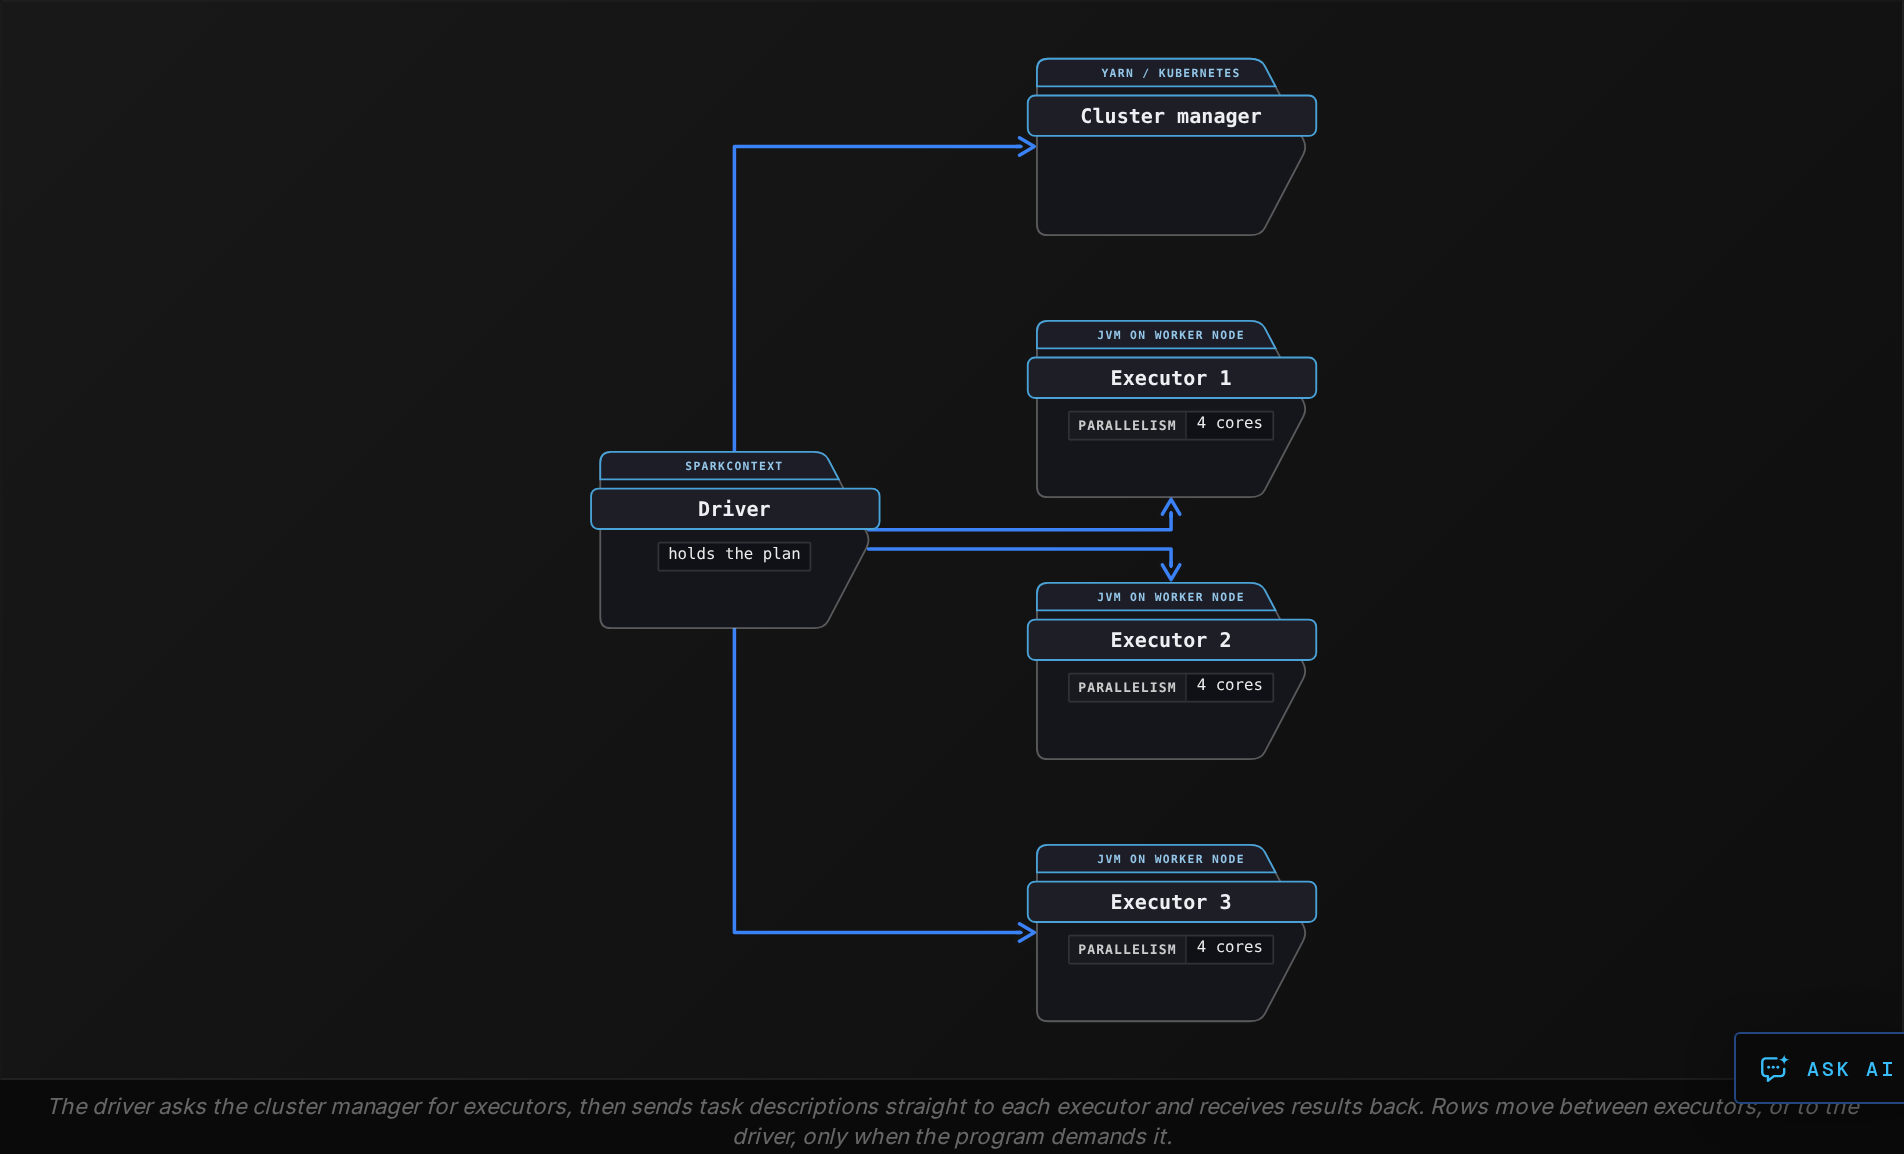 YARN / KUBERNETES
Cluster manager
JVM ON WORKER NODE
Executor 1
PARALLELISM 4 cores
SPARKCONTEXT
Driver
holds the plan
JVM ON WORKER NODE
Executor 2
PARALLELISM 4 cores
JVM ON WORKER NODE
Executor 3
PARALLELISM 4 cores
ASK AI
The driver asks the cluster manager for executors, then sends task descriptions straight to each executor and receives results back. Rows move between executors, or to the
driver, only when the program demands it.